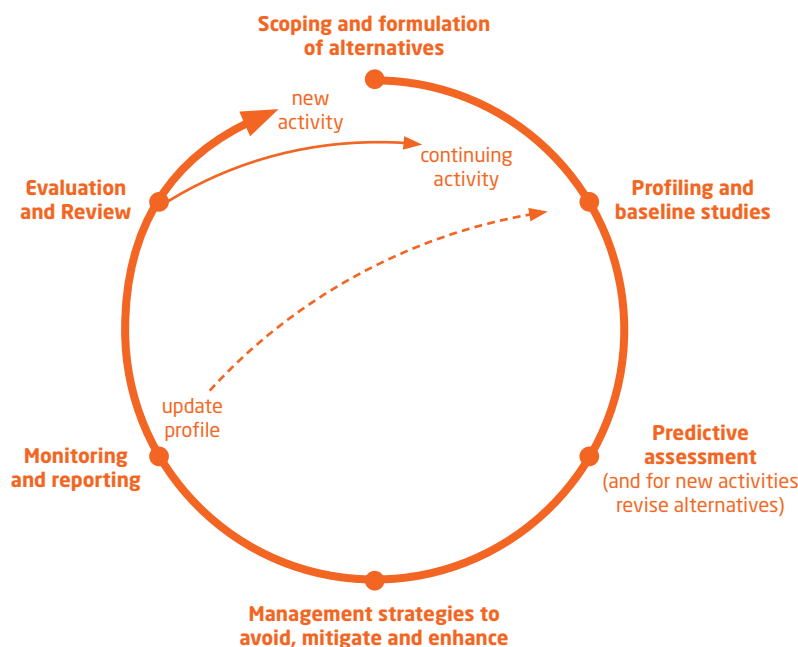 Scoping and formulation
of alternatives
new
activity
continuing
activity
Evaluation
and Review
Profiling and
baseline studies
update
profile
Monitoring
and reporting
Predictive
assessment
(and for new activities
revise alternatives)
Management strategies to
avoid, mitigate and enhance